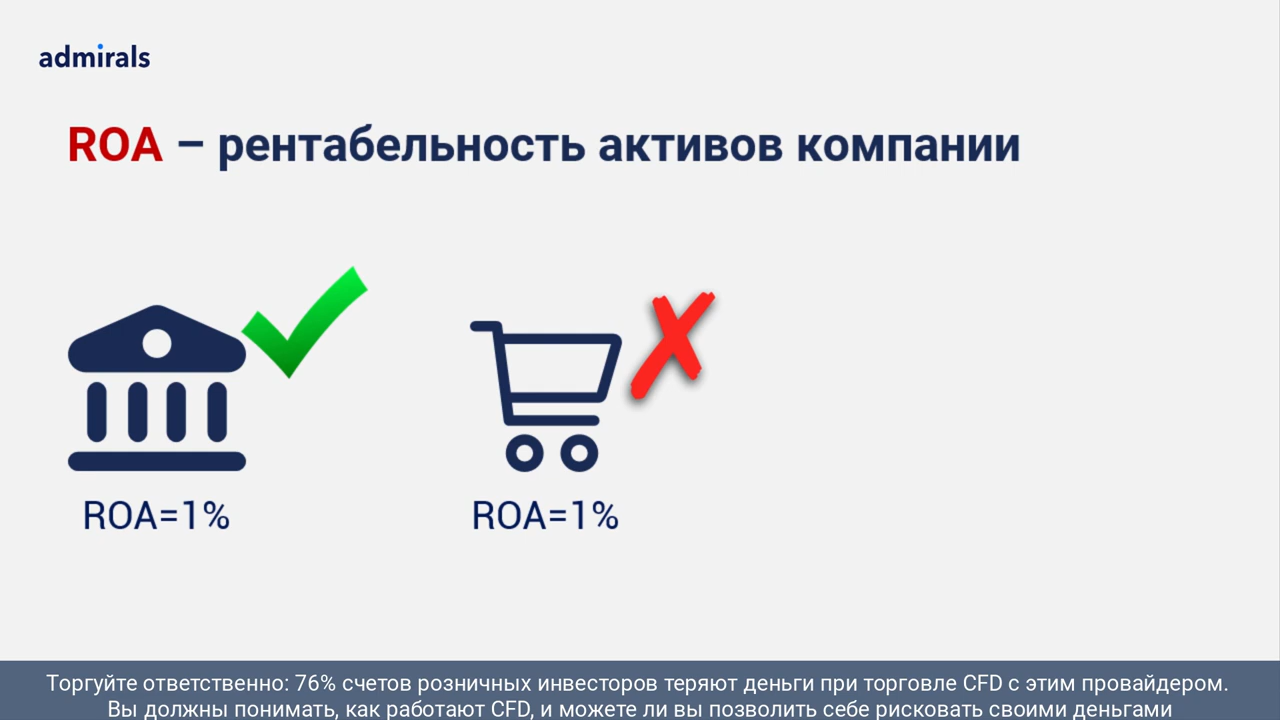 admirals
ROA – рентабельность активов компании
ROA=1%
ROA=1%
Торгуйте ответственно: 76% счетов розничных инвесторов теряют деньги при торговле CFD с этим провайдером.
Вы должны понимать, как работают CFD, и можете ли вы позволить себе рисковать своими деньгами